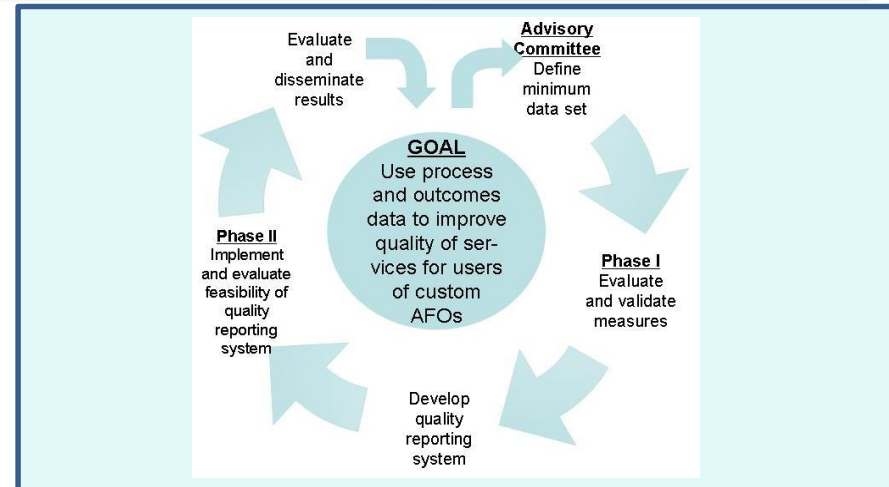 Evaluate
and
disseminate
results
Advisory
Committee
Define
minimum
data set
GOAL
Use process
and outcomes
data to improve
quality of ser-
vices for users
of custom
AFOs
Phase I
Evaluate
and validate
measures
Develop
quality
reporting
system
Phase II
Implement
and evaluate
feasibility of
quality
reporting
system